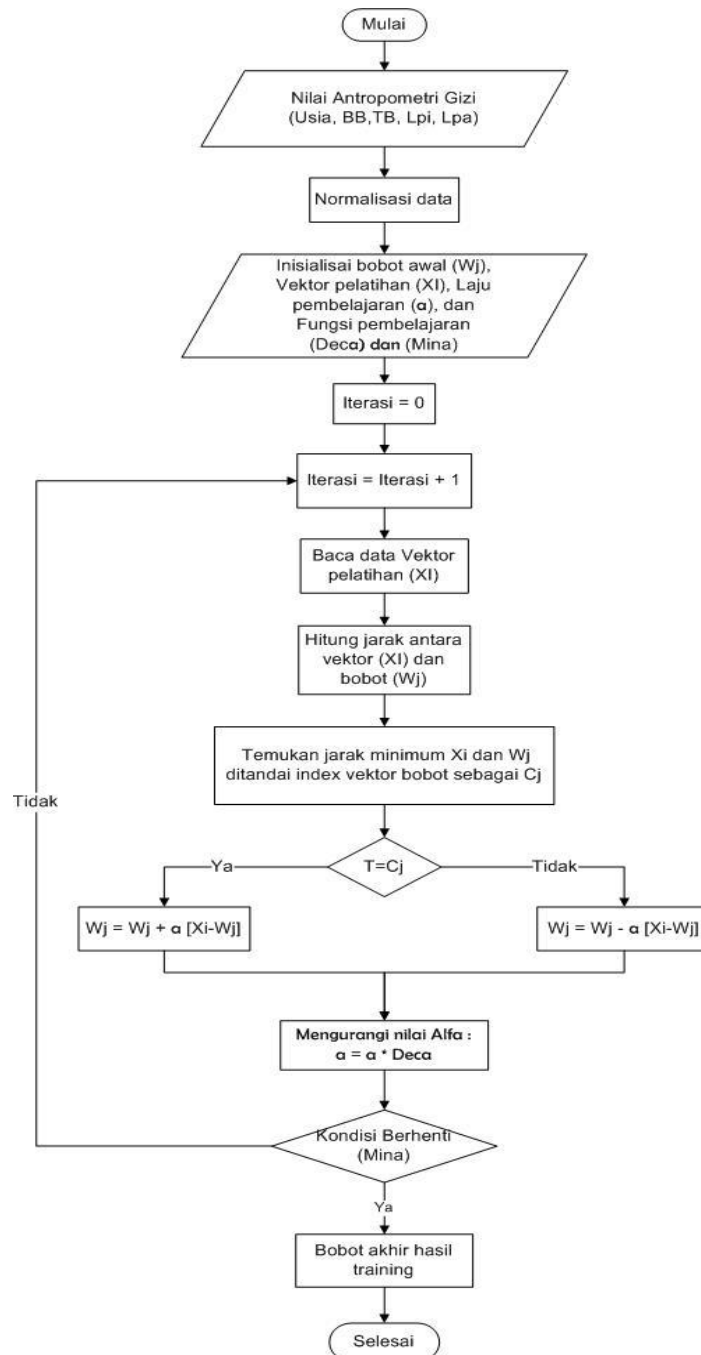 Mulai
Nilai Antropometri Gizi
(Usia, BB,TB, Lpi, Lpa)
Normalisasi data
Inisialisai bobot awal (Wj),
Vektor pelatihan (XI), Laju
pembelajaran (α), dan
Fungsi pembelajaran
(Decα) dan (Mina)
Iterasi = 0
Iterasi = Iterasi + 1
Baca data Vektor
pelatihan (XI)
Hitung jarak antara
vektor (XI) dan
bobot (Wj)
Temukan jarak minimum Xi dan Wj
ditandai index vektor bobot sebagai Cj
Tidak
T=Cj
Ya
Tidak
Wj = Wj + α [Xi-Wj]
Wj = Wj - α [Xi-Wj]
Mengurangi nilai Alfa :
α = α * Deca
Kondisi Berhenti
(Mina)
Ya
Bobot akhir hasil
training
Selesai